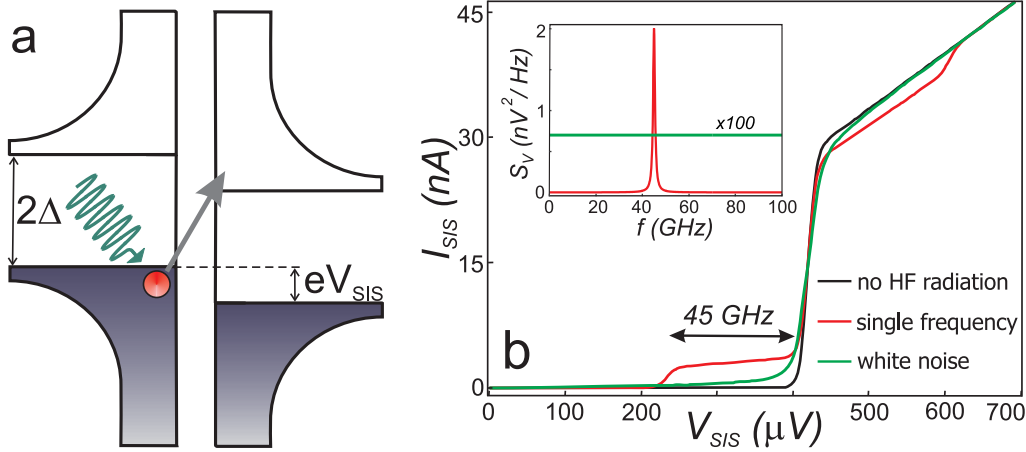 a
2Δ
eV_SIS
b
I_SIS (nA)
45
30
15
0
0
100
200
400
500
600
700
V_SIS (μV)
45 GHz
no HF radiation
single frequency
white noise
S_V (nV²/Hz)
2
1
0
x100
0
20
40
60
80
100
f (GHz)